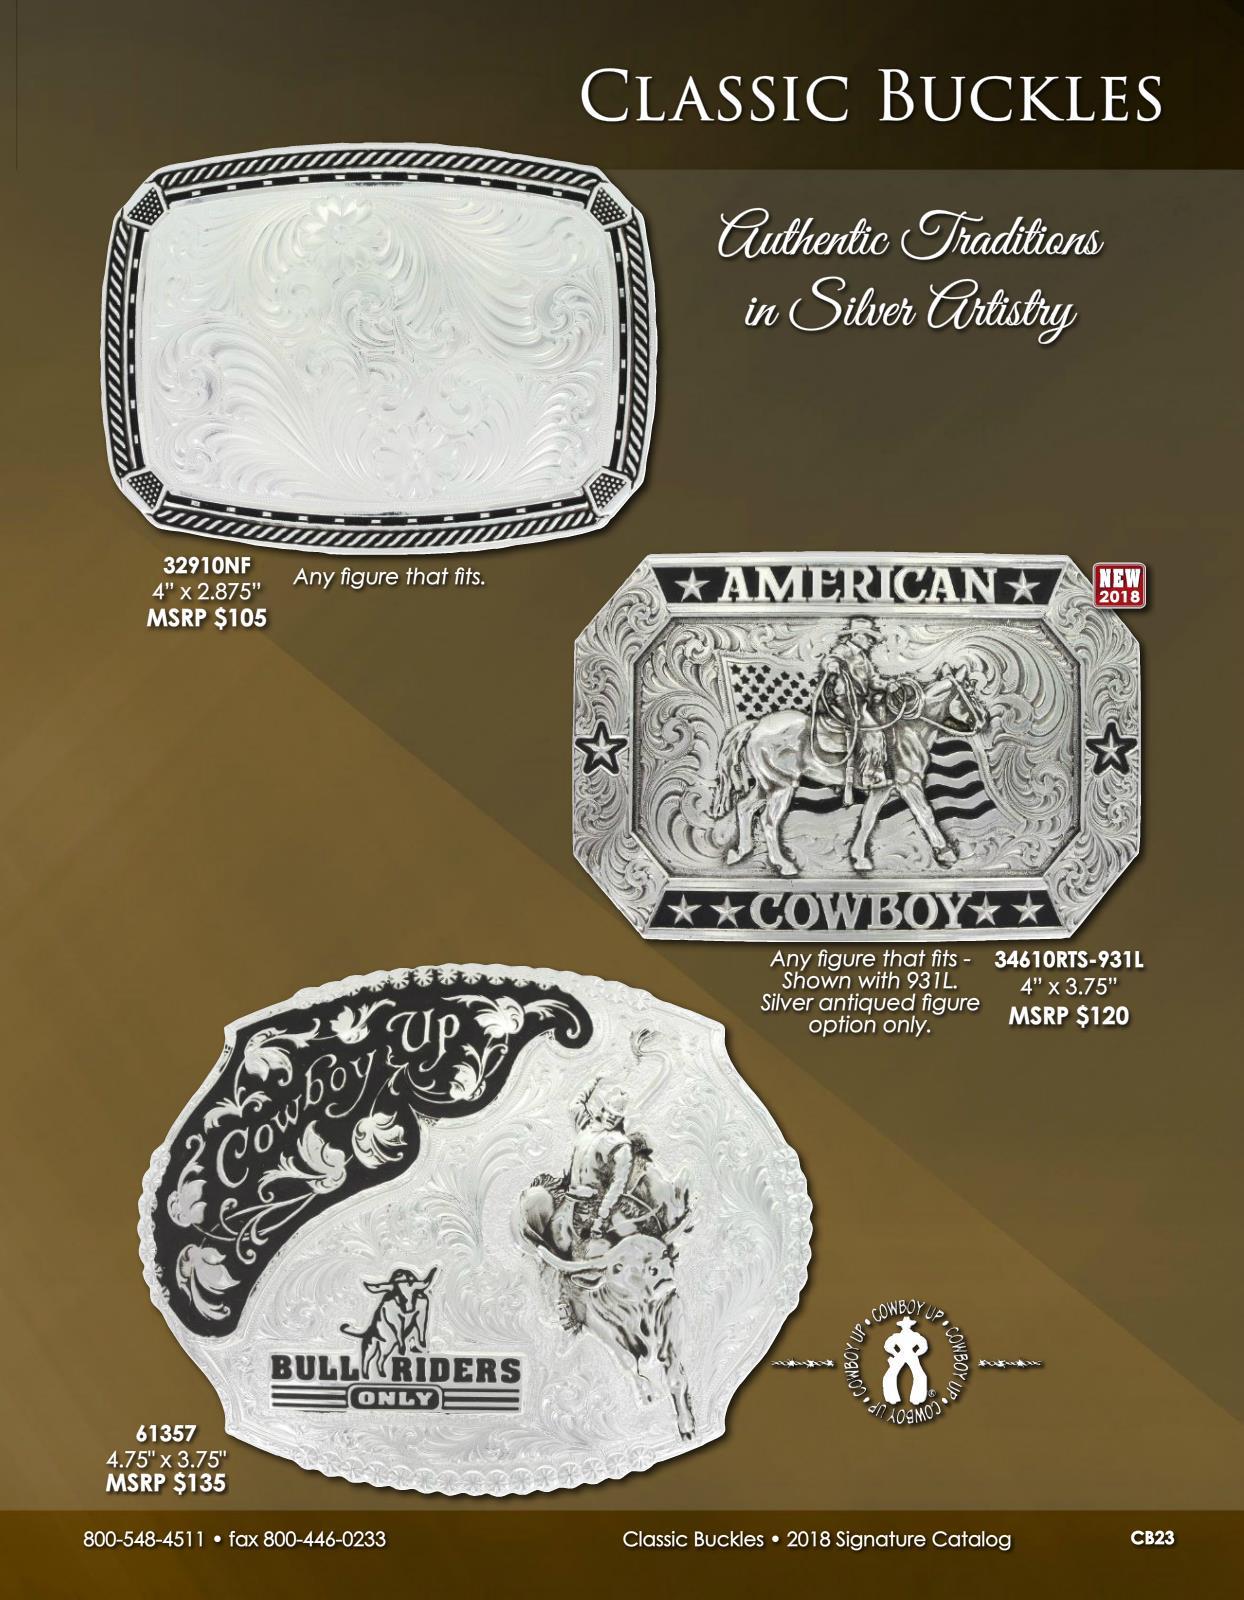 CLASSIC BUCKLES
Authentic Traditions
in Silver Artistry
32910NF
4” x 2.875”
MSRP $105
Any figure that fits.
NEW
2018
AMERICAN
COWBOY
Any figure that fits -
Shown with 931L.
Silver antiqued figure
option only.
34610RTS-931L
4” x 3.75”
MSRP $120
Cowboy Up
BULL RIDERS
ONLY
COWBOY UP • COWBOY UP • COWBOY UP • COWBOY UP •
®
61357
4.75" x 3.75"
MSRP $135
800-548-4511 • fax 800-446-0233
Classic Buckles • 2018 Signature Catalog
CB23